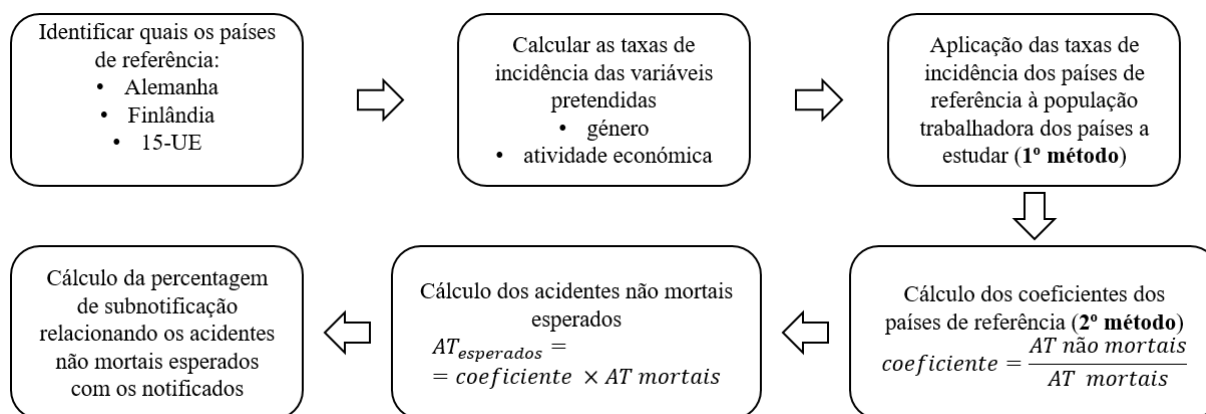 Identificar quais os países
de referência:
• Alemanha
• Finlândia
• 15-UE
Calcular as taxas de
incidência das variáveis
pretendidas
• género
• atividade económica
Aplicação das taxas de
incidência dos países de
referência à população
trabalhadora dos países a
estudar (1º método)
Cálculo dos coeficientes dos
países de referência (2º método)
coeficiente = AT não mortais / AT mortais
Cálculo dos acidentes não mortais
esperados
AT esperados =
= coeficiente × AT mortais
Cálculo da percentagem
de subnotificação
relacionando os acidentes
não mortais esperados
com os notificados